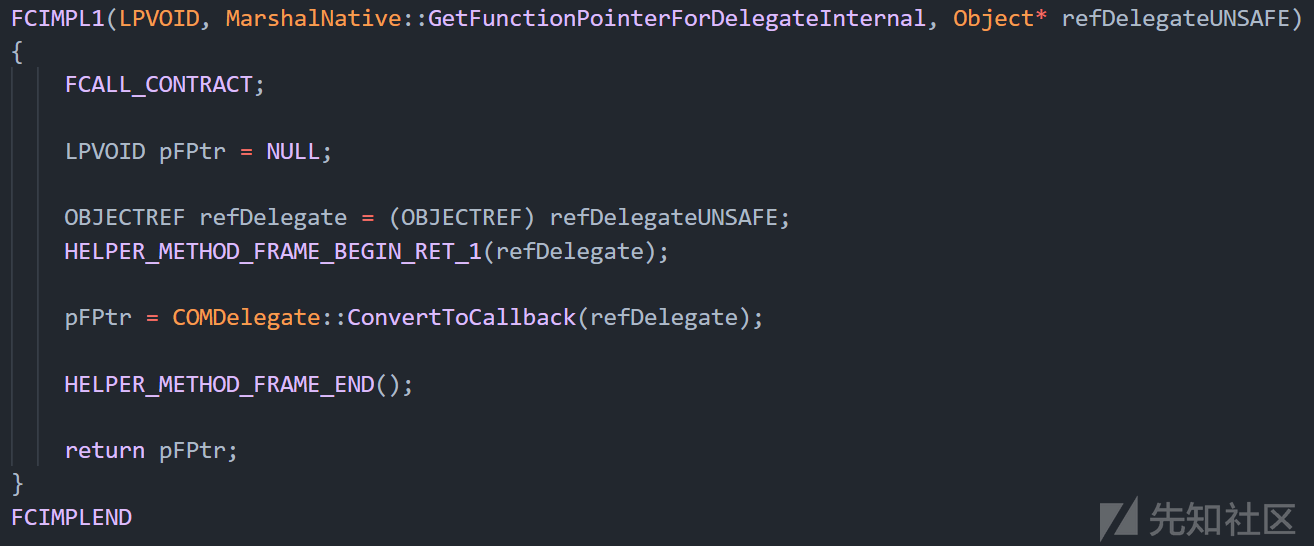 FCIMPL1(LPVOID, MarshalNative::GetFunctionPointerForDelegateInternal, Object* refDelegateUNSAFE)
{
    FCALL_CONTRACT;
    LPVOID pFPtr = NULL;
    OBJECTREF refDelegate = (OBJECTREF) refDelegateUNSAFE;
    HELPER_METHOD_FRAME_BEGIN_RET_1(refDelegate);
    pFPtr = COMDelegate::ConvertToCallback(refDelegate);
    HELPER_METHOD_FRAME_END();
    return pFPtr;
}
FCIMPLEND
先知社区